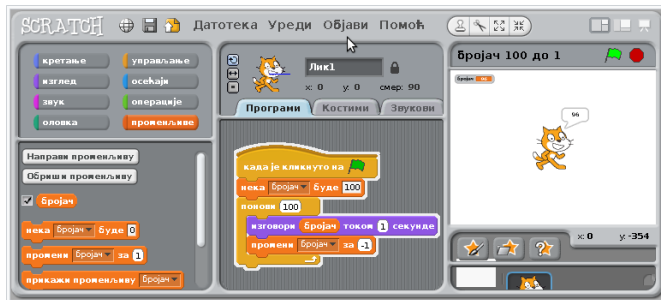 SCRATCH Датотека Уреди Објави Помоћ
кретање управљање
изглед осећаји
звук операције
оловка променљиве
Направи променљиву
Обриши променљиву
бројач
нека бројач буде 0
промени бројач за 1
прикажи променљиву бројач
Лик1
x: 0 y: 0 смер: 90
Програми Костими Звукови
када је кликнуто на
нека бројач буде 100
понови 100
изговори бројач током 1 секунде
промени бројач за -1
бројач 100 до 1
бројач
96
x: 0 y: -354